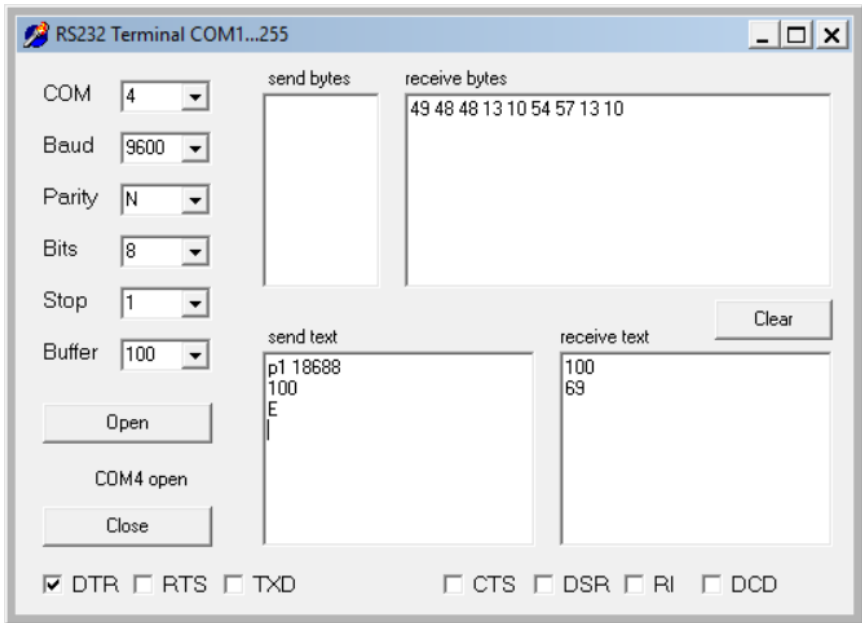 RS232 Terminal COM1...255
COM 4
Baud 9600
Parity N
Bits 8
Stop 1
Buffer 100
Open
COM4 open
Close
send bytes
receive bytes
49 48 48 13 10 54 57 13 10
Clear
send text
p1 18688
100
E
receive text
100
69
DTR RTS TXD CTS DSR RI DCD